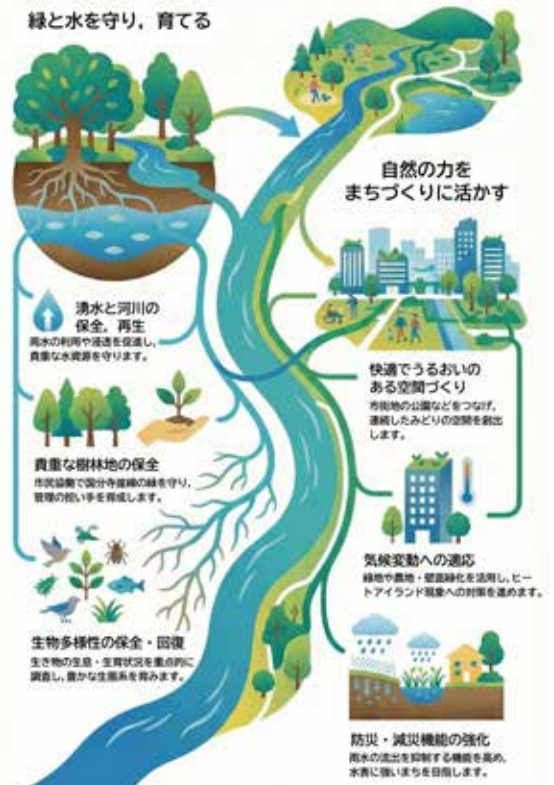 緑と水を守り，育てる
湧水と河川の
保全，再生
雨水の利用や浸透を促進し，
貴重な水資源を守ります。
貴重な樹林地の保全
市民協働で国分寺崖線の緑を守り，
管理の担い手を育成します。
生物多様性の保全・回復
生き物の生息・生育状況を重点的に
調査し，豊かな生態系を育みます。
自然の力を
まちづくりに活かす
快適でうるおいの
ある空間づくり
市街地の公園などをつなげ，
連続したみどりの空間を創出
します。
気候変動への適応
緑地や農地・壁面緑化を活用し，ヒー
トアイランド現象への対策を進めます。
防災・減災機能の強化
雨水の流出を抑制する機能を高め，
水害に強いまちを目指します。